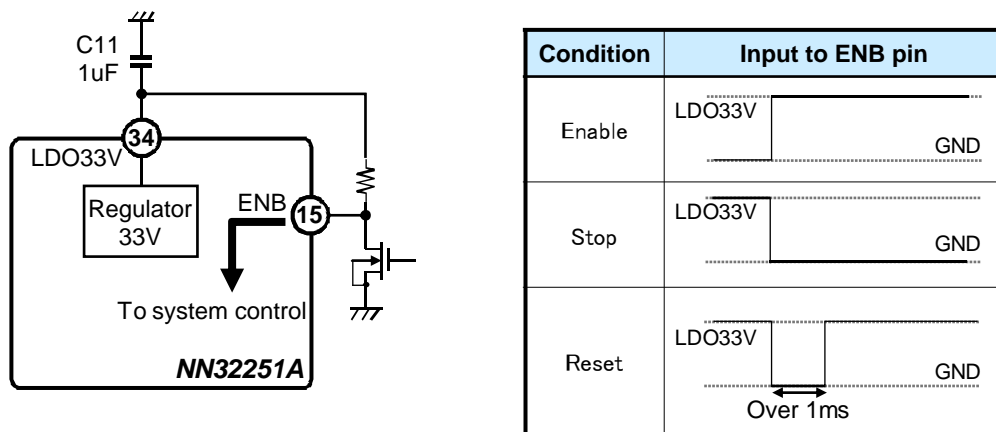 C11
1uF
34
LDO33V
Regulator
33V
ENB
15
To system control
NN32251A
Condition
Input to ENB pin
Enable
LDO33V
GND
Stop
LDO33V
GND
Reset
LDO33V
GND
Over 1ms